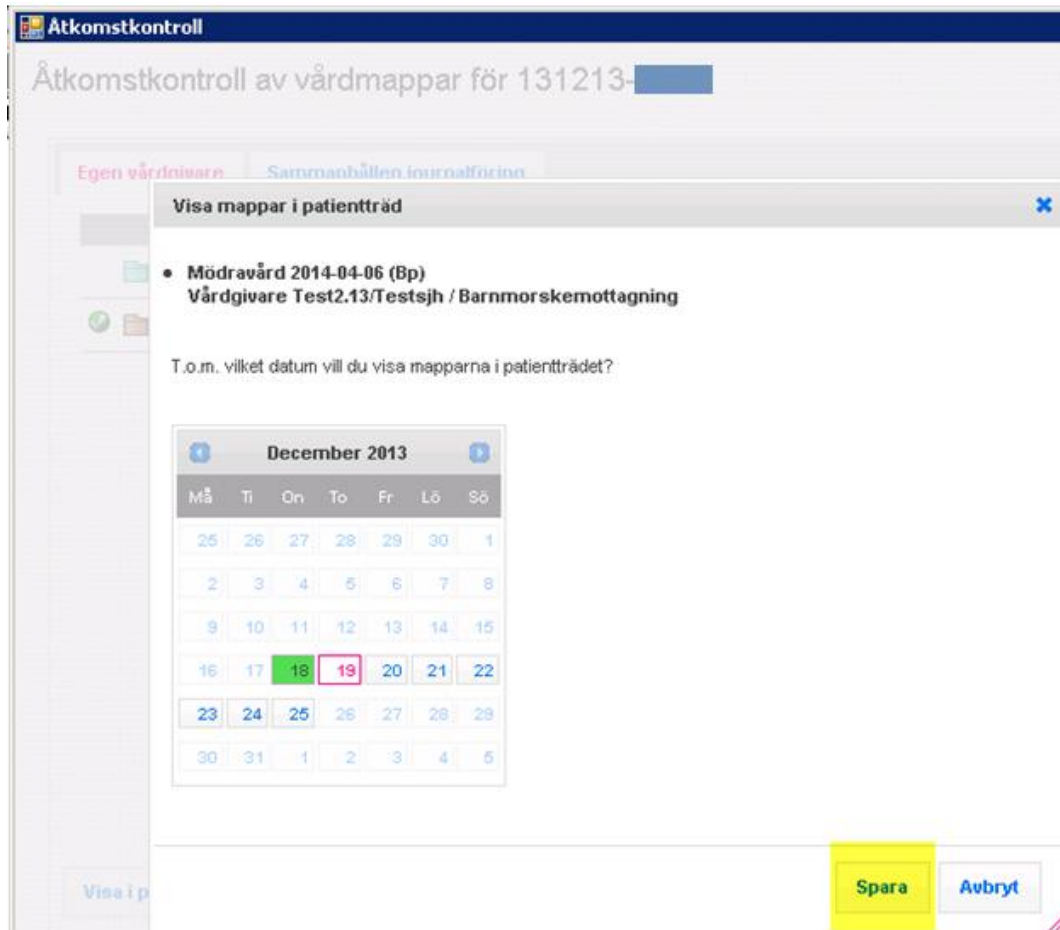 Åtkomstkontroll
Åtkomstkontroll av vårdmappar för 131213-
Egen vårdgivare Sammanhållen journalföring
Visa mappar i patientträd
Mödravård 2014-04-06 (Bp)
Vårdgivare Test2.13/Testsjh / Barnmorskemottagning
T.o.m. vilket datum vill du visa mapparna i patientträdet?
December 2013
Må Ti On To Fr Lö Sö
25 26 27 28 29 30 1
2 3 4 5 6 7 8
9 10 11 12 13 14 15
16 17 18 19 20 21 22
23 24 25 26 27 28 29
30 31 1 2 3 4 5
Visa i p
Spara Avbryt